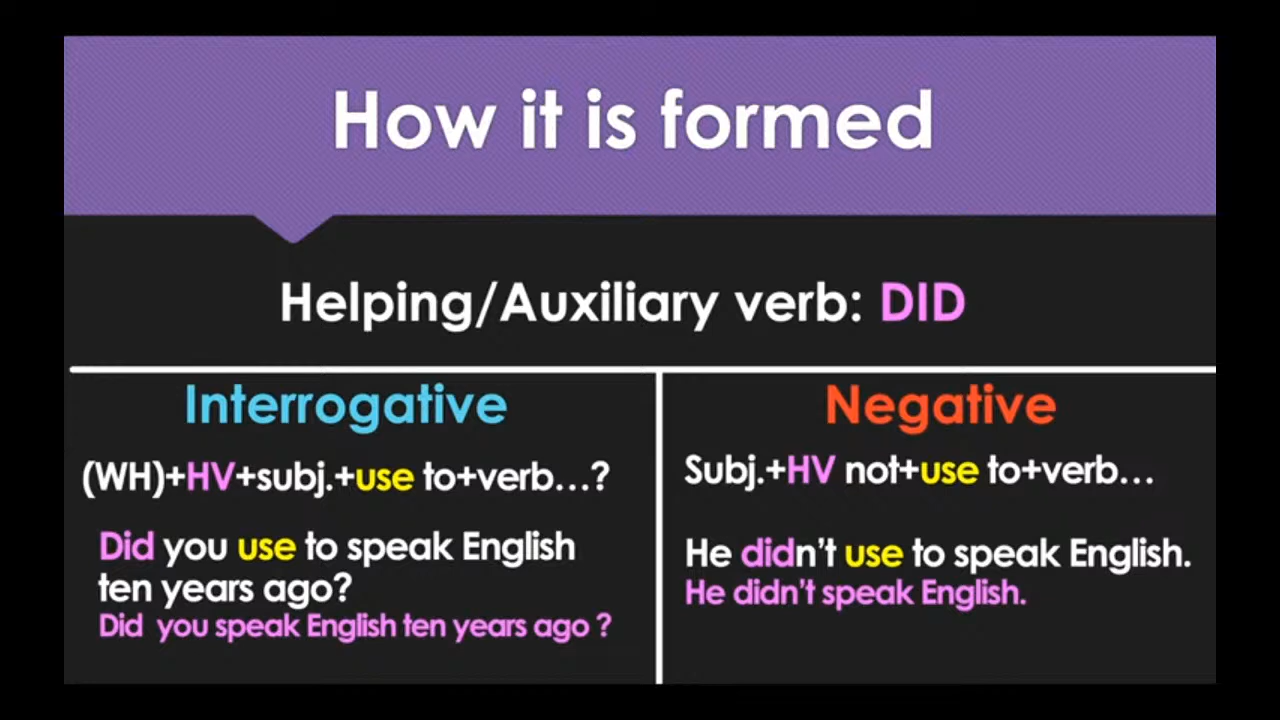 How it is formed
Helping/Auxiliary verb: DID
Interrogative
(WH)+HV+subj.+use to+verb...?
Did you use to speak English
ten years ago?
Did you speak English ten years ago ?
Negative
Subj.+HV not+use to+verb...
He didn't use to speak English.
He didn't speak English.